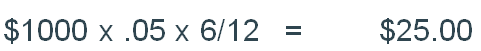 $1000 x .05 x 6/12 = $25.00